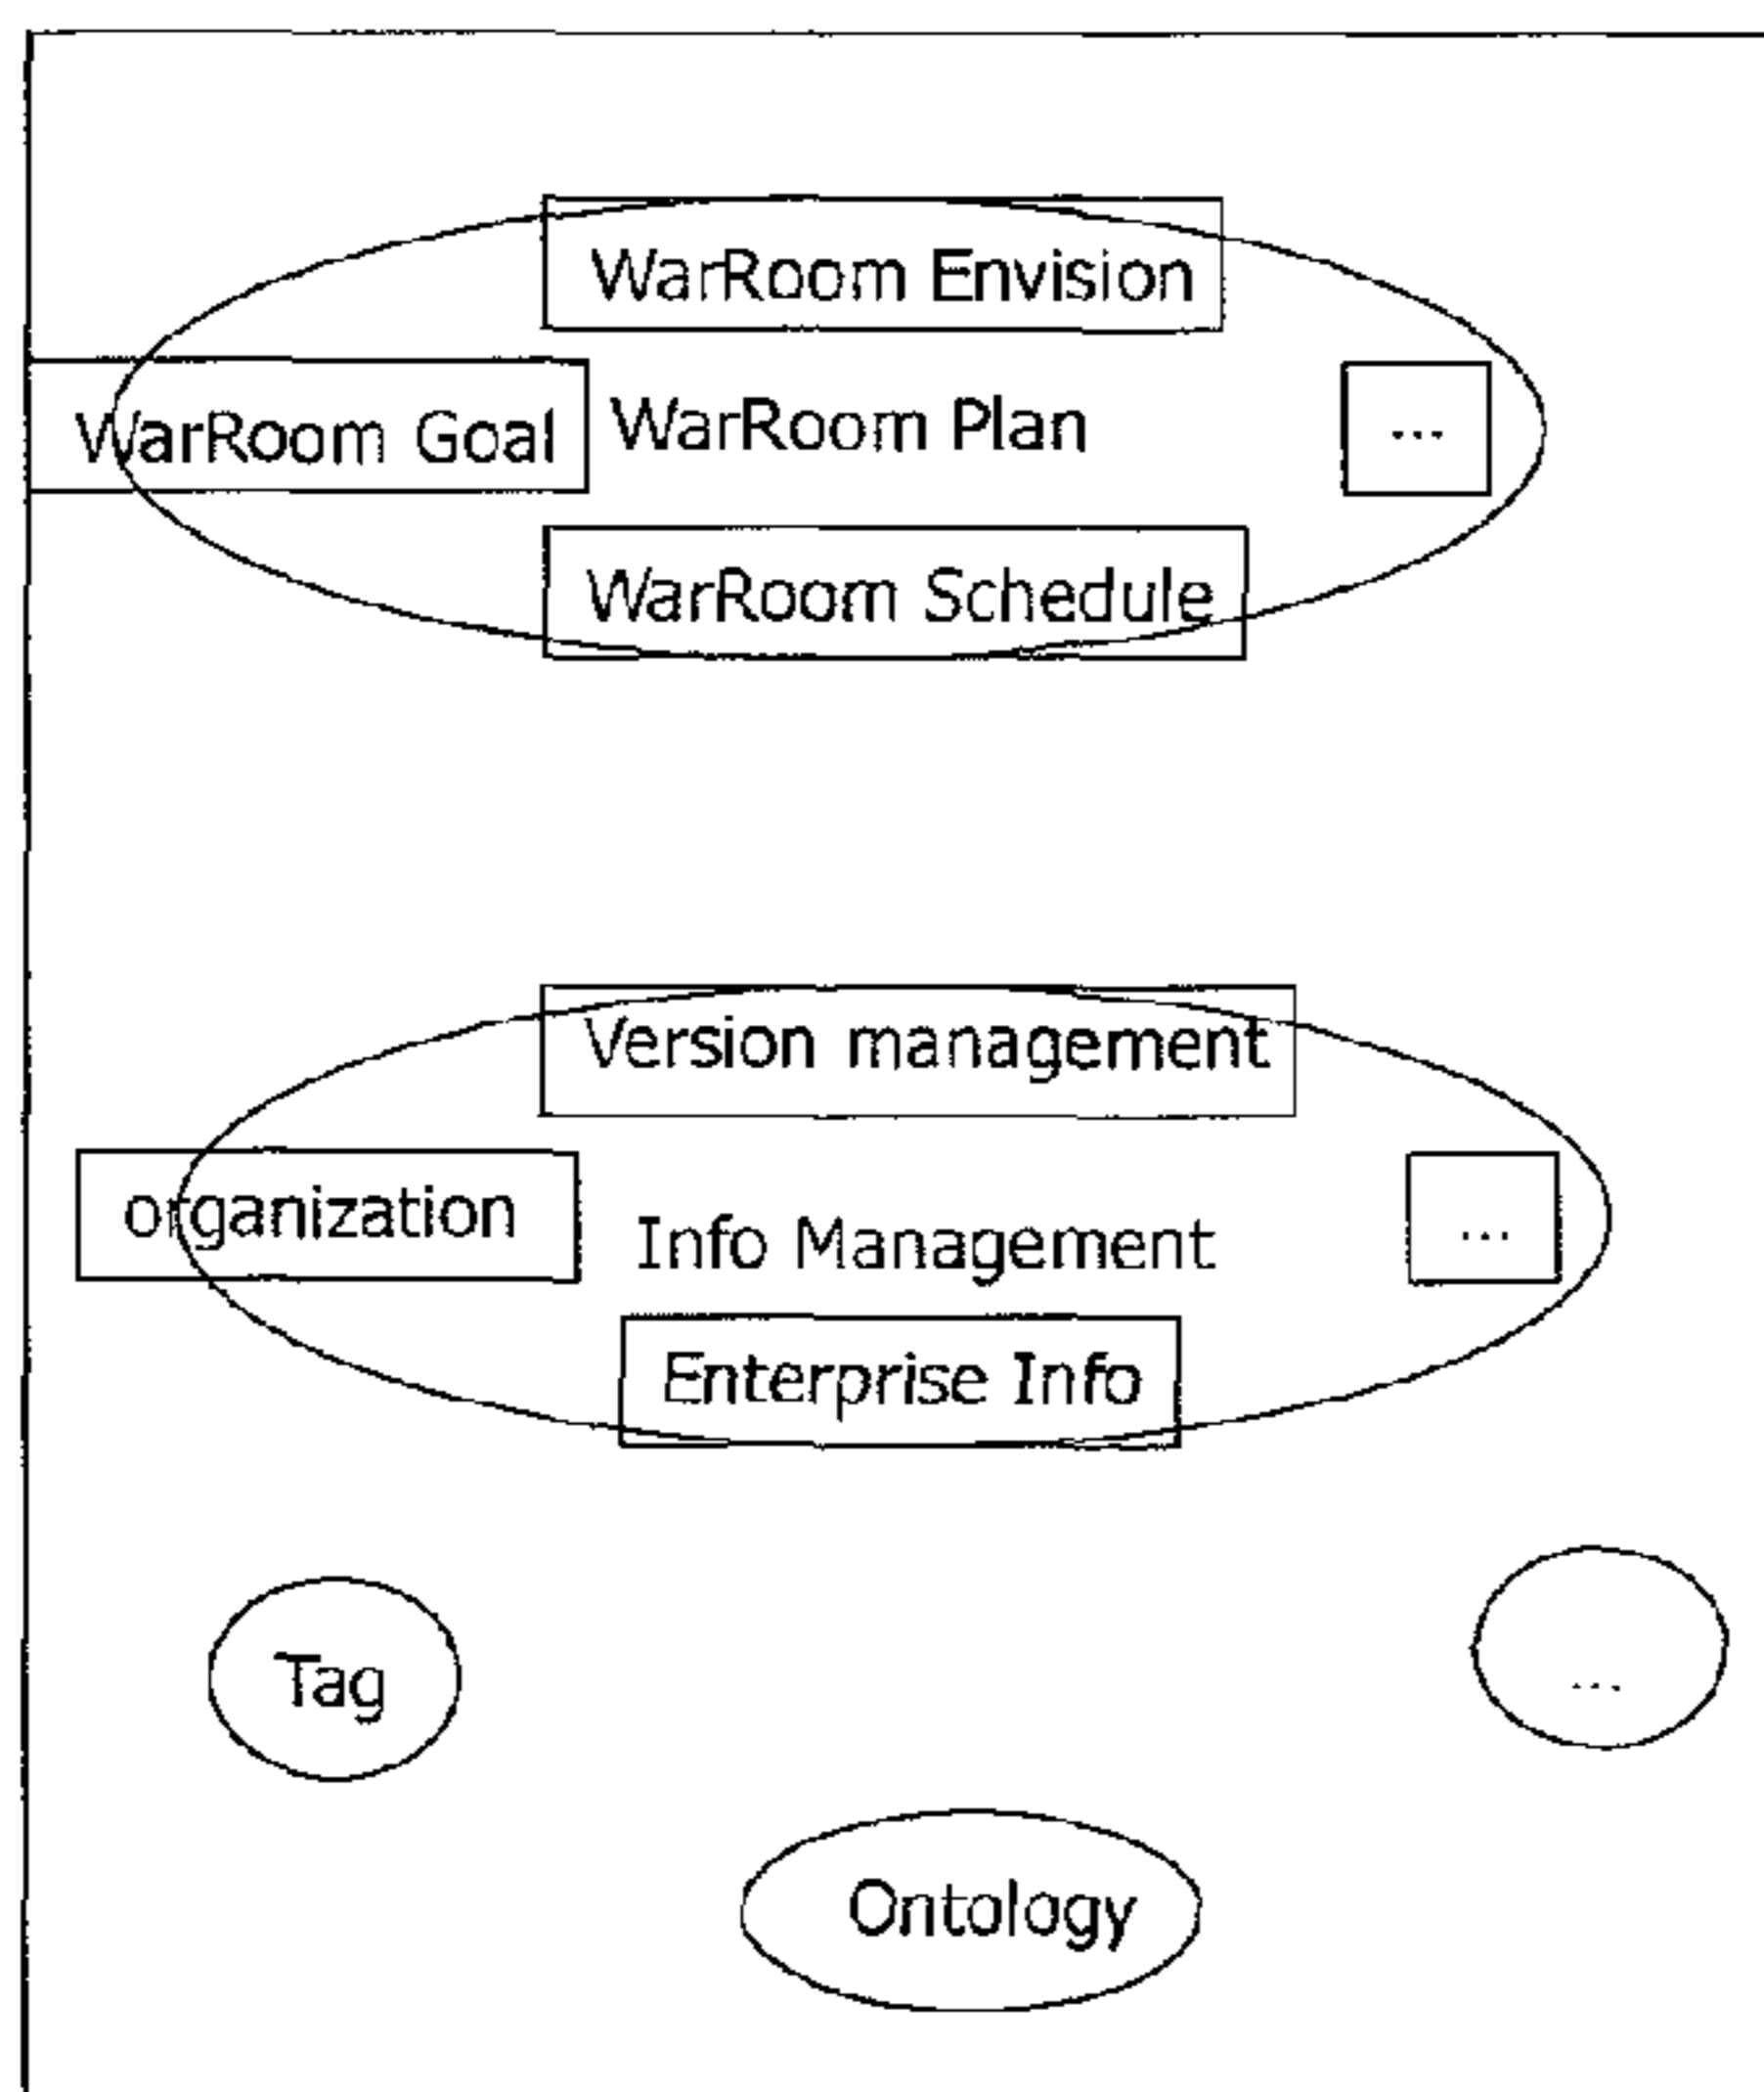 WarRoom Envision
WarRoom Goal
WarRoom Plan
...
WarRoom Schedule
Version management
organization
Info Management
...
Enterprise Info
Tag
...
Ontology